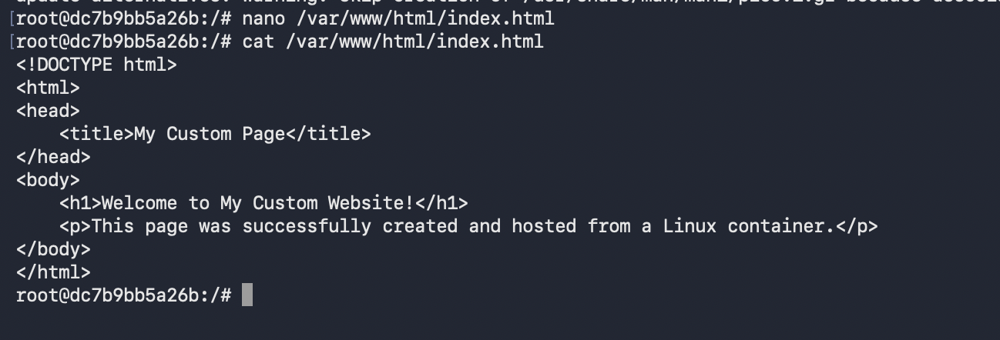 [root@dc7b9bb5a26b:/# nano /var/www/html/index.html
[root@dc7b9bb5a26b:/# cat /var/www/html/index.html
<!DOCTYPE html>
<html>
<head>
    <title>My Custom Page</title>
</head>
<body>
    <h1>Welcome to My Custom Website!</h1>
    <p>This page was successfully created and hosted from a Linux container.</p>
</body>
</html>
root@dc7b9bb5a26b:/#